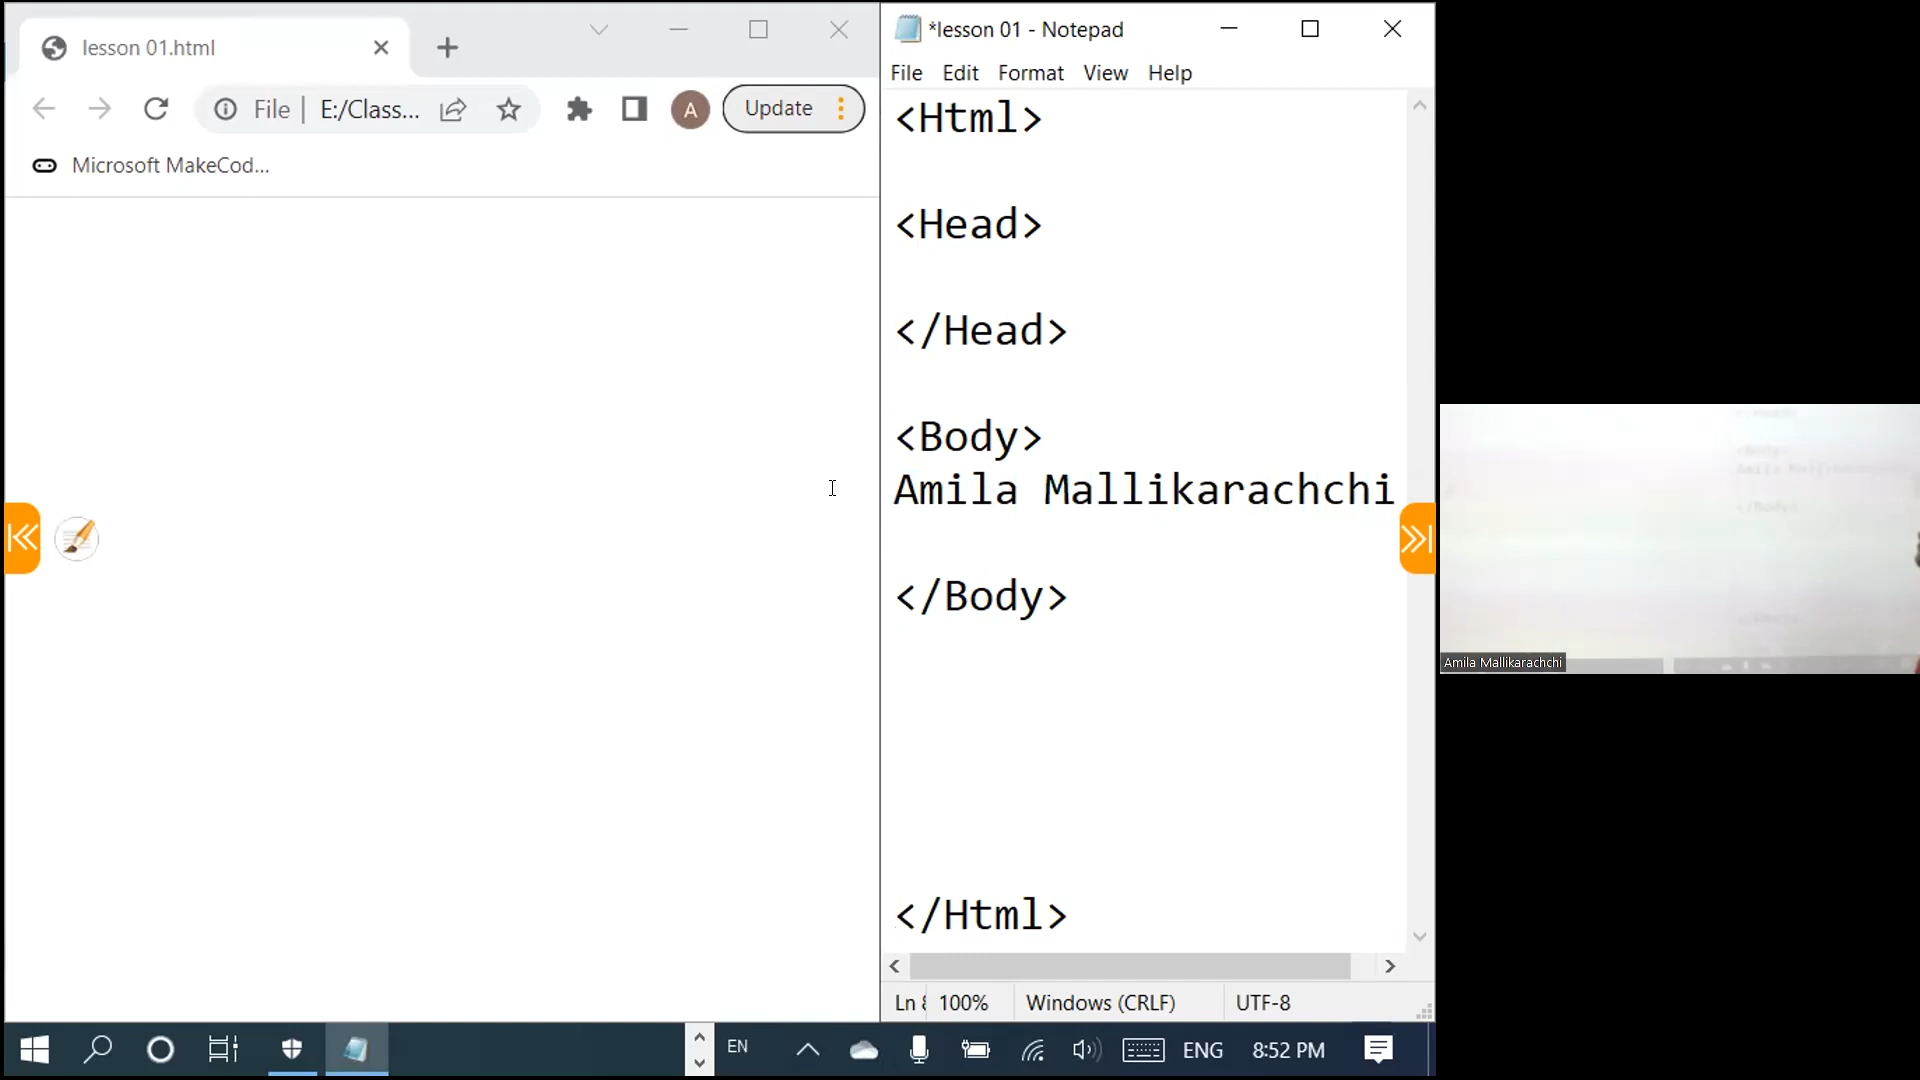 lesson 01.html
File
E:/Class...
A
Update
Microsoft MakeCod...
*lesson 01 - Notepad
File Edit Format View Help
<Html>
<Head>
</Head>
<Body>
Amila Mallikarachchi
</Body>
</Html>
Ln
100%
Windows (CRLF)
UTF-8
EN
ENG
8:52 PM
Amila Mallikarachchi